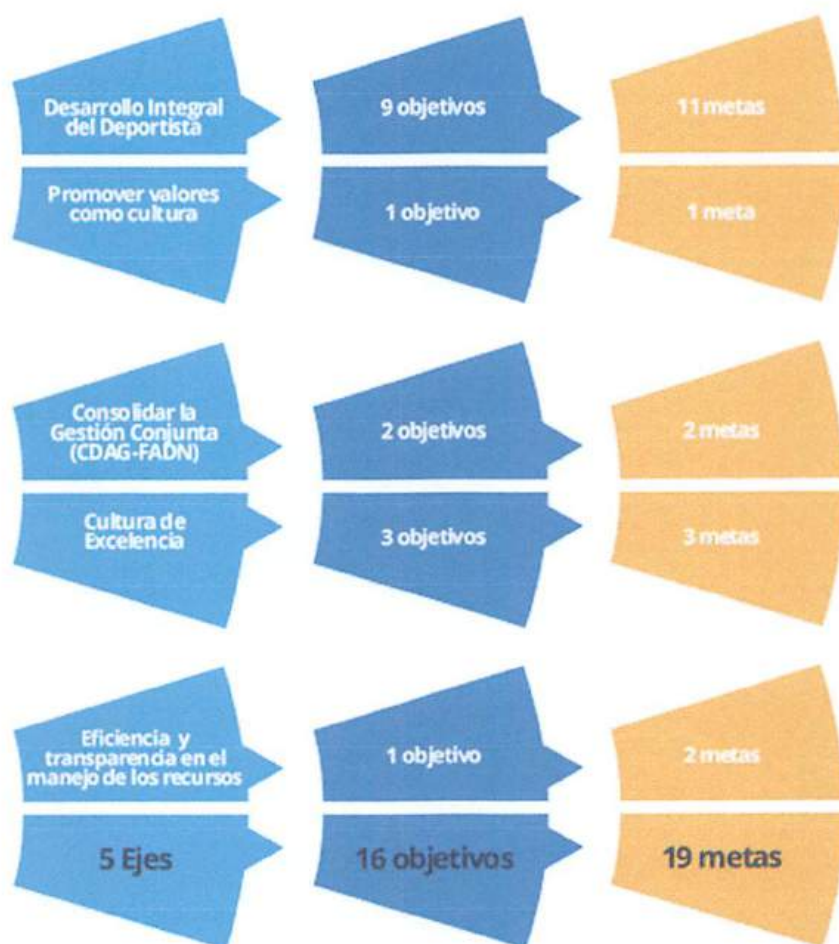 Desarrollo Integral
del Deportista
9 objetivos
11 metas
Promover valores
como cultura
1 objetivo
1 meta
Consolidar la
Gestión Conjunta
(CDAG-FADN)
2 objetivos
2 metas
Cultura de
Excelencia
3 objetivos
3 metas
Eficiencia y
transparencia en el
manejo de los recursos
1 objetivo
2 metas
5 Ejes
16 objetivos
19 metas